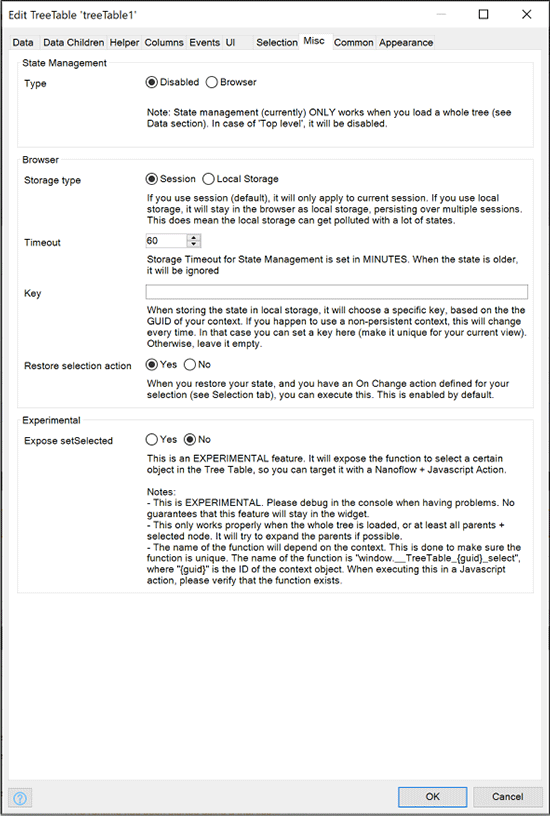 Edit TreeTable 'treeTable1'
Data Data Children Helper Columns Events UI Selection Misc Common Appearance
State Management
Type Disabled Browser
Note: State management (currently) ONLY works when you load a whole tree (see
Data section). In case of 'Top level', it will be disabled.
Browser
Storage type Session Local Storage
If you use session (default), it will only apply to current session. If you use local
storage, it will stay in the browser as local storage, persisting over multiple sessions.
This does mean the local storage can get polluted with a lot of states.
Timeout 60
Storage Timeout for State Management is set in MINUTES. When the state is older,
it will be ignored
Key
When storing the state in local storage, it will choose a specific key, based on the the
GUID of your context. If you happen to use a non-persistent context, this will change
every time. In that case you can set a key here (make it unique for your current view).
Otherwise, leave it empty.
Restore selection action Yes No
When you restore your state, and you have an On Change action defined for your
selection (see Selection tab), you can execute this. This is enabled by default.
Experimental
Expose setSelected Yes No
This is an EXPERIMENTAL feature. It will expose the function to select a certain
object in the Tree Table, so you can target it with a Nanoflow + Javascript Action.
Notes:
- This is EXPERIMENTAL. Please debug in the console when having problems. No
guarantees that this feature will stay in the widget.
- This only works properly when the whole tree is loaded, or at least all parents +
selected node. It will try to expand the parents if possible.
- The name of the function will depend on the context. This is done to make sure the
function is unique. The name of the function is "window.__TreeTable_{guid}_select",
where "{guid}" is the ID of the context object. When executing this in a Javascript
action, please verify that the function exists.
? OK Cancel